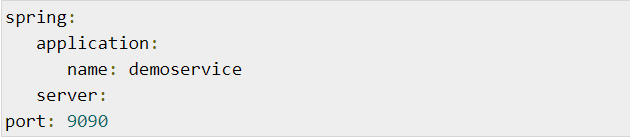 spring:
   application:
      name: demoservice
   server:
port: 9090